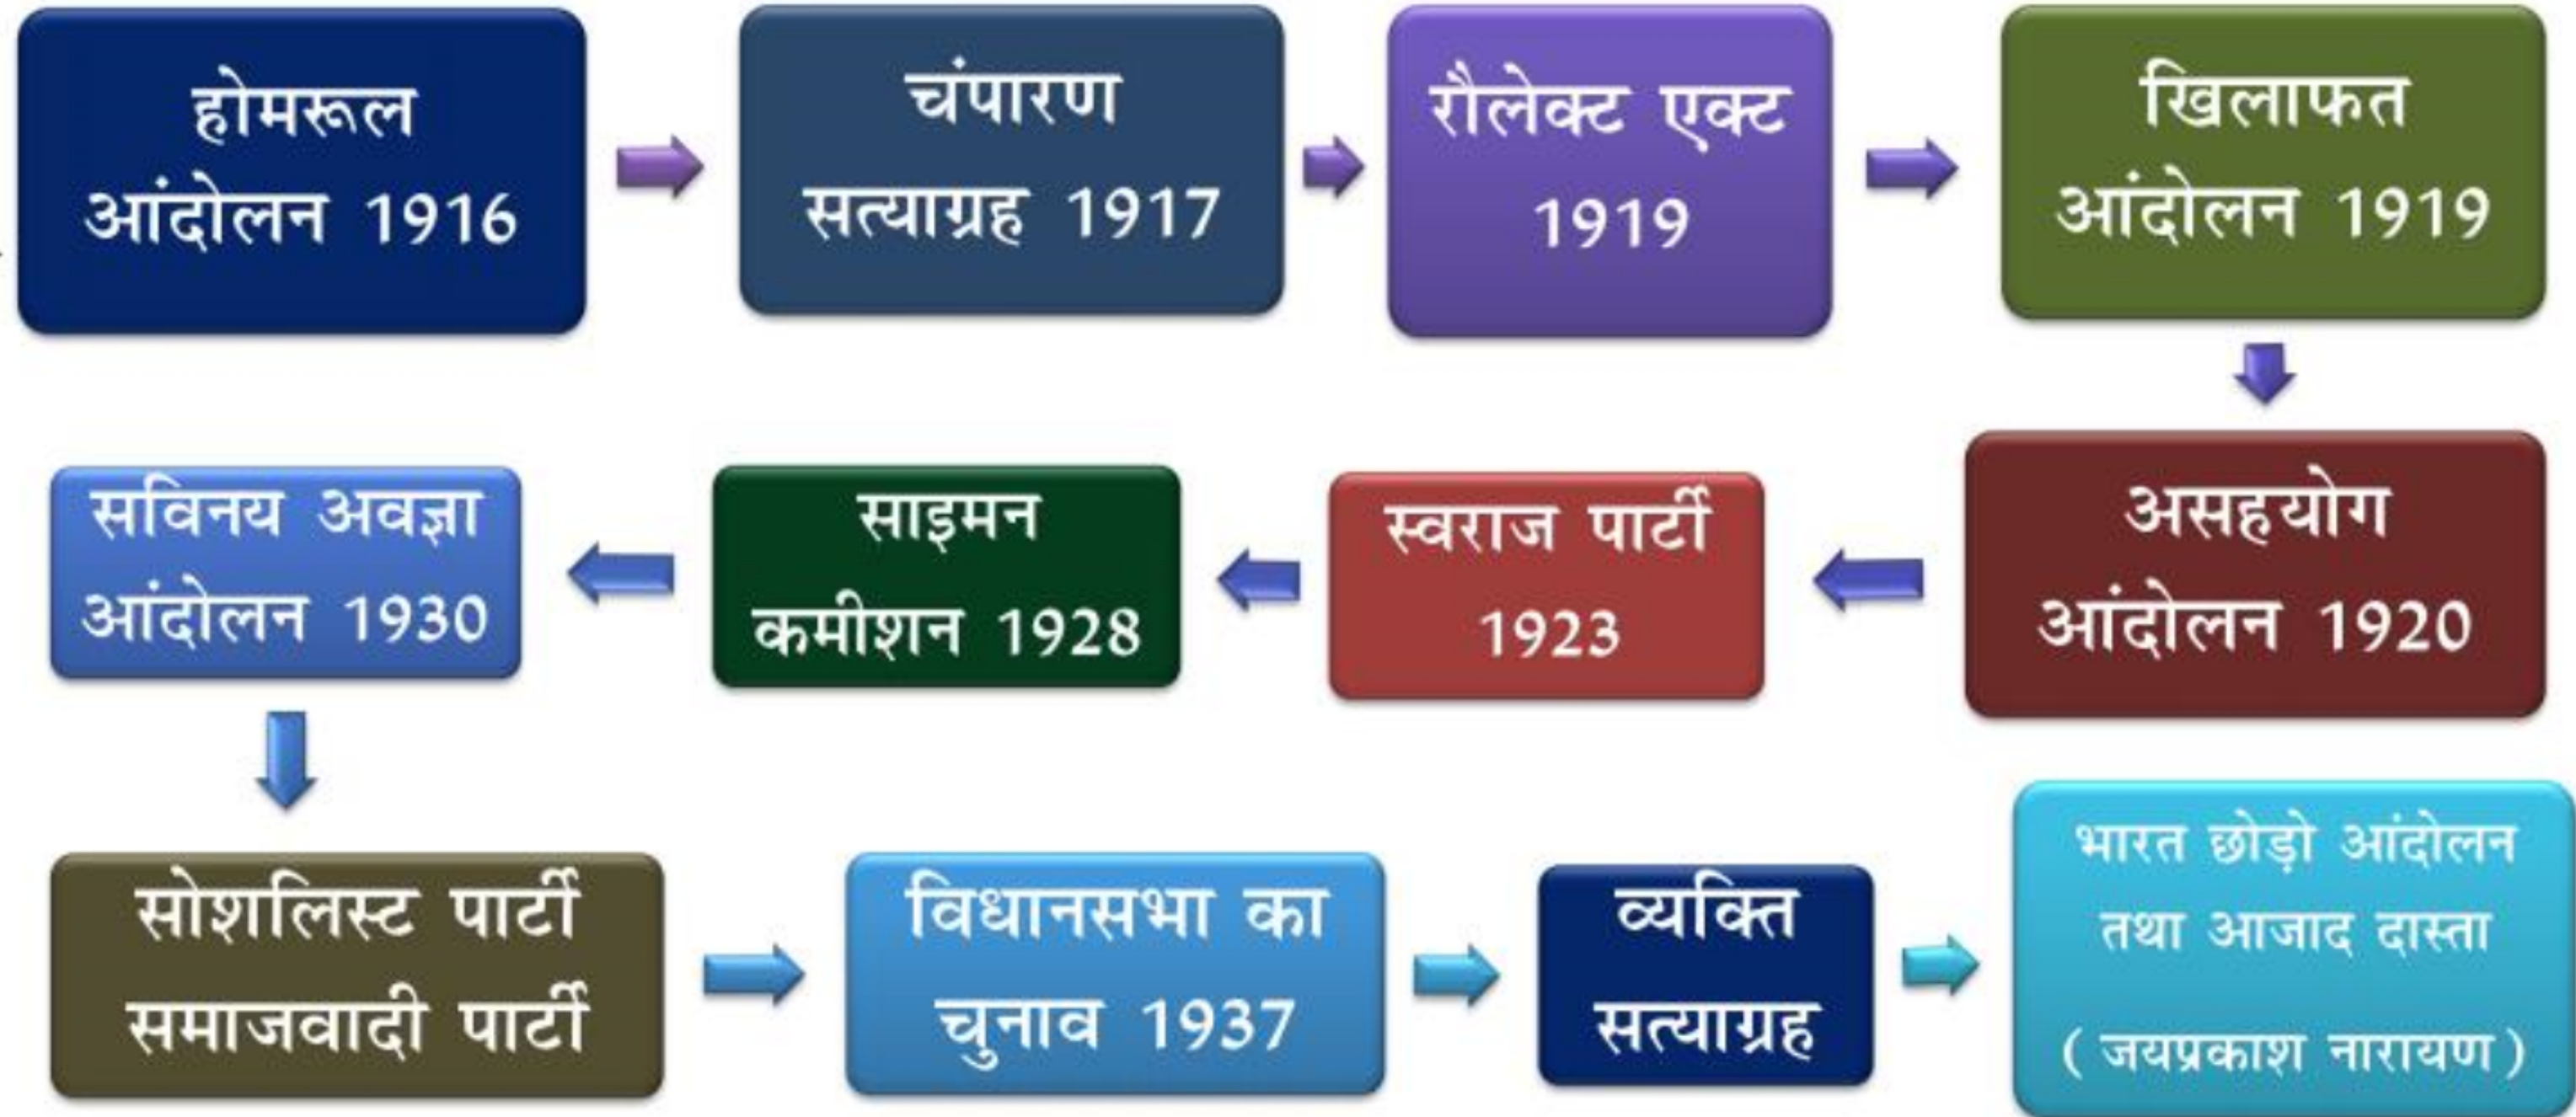 होमरूल
आंदोलन 1916
चंपारण
सत्याग्रह 1917
रौलेक्ट एक्ट
1919
खिलाफत
आंदोलन 1919
असहयोग
आंदोलन 1920
स्वराज पार्टी
1923
साइमन
कमीशन 1928
सविनय अवज्ञा
आंदोलन 1930
सोशलिस्ट पार्टी
समाजवादी पार्टी
विधानसभा का
चुनाव 1937
व्यक्ति
सत्याग्रह
भारत छोड़ो आंदोलन
तथा आजाद दास्ता
( जयप्रकाश नारायण )